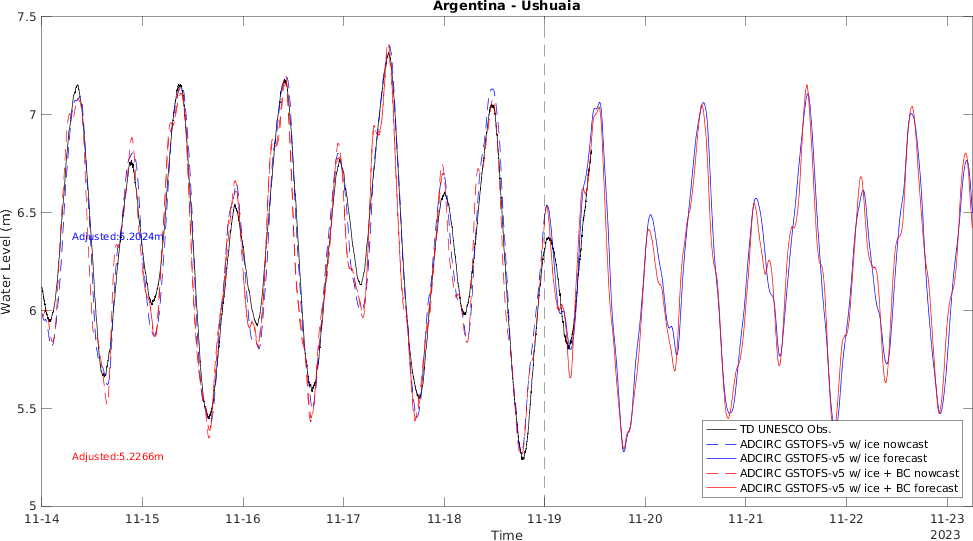 Argentina - Ushuaia
7.5
7
6.5
6
5.5
5
Water Level (m)
Adjusted:6.2024m
Adjusted:5.2266m
TD UNESCO Obs.
ADCIRC GSTOFS-v5 w/ ice nowcast
ADCIRC GSTOFS-v5 w/ ice forecast
ADCIRC GSTOFS-v5 w/ ice + BC nowcast
ADCIRC GSTOFS-v5 w/ ice + BC forecast
11-14 11-15 11-16 11-17 11-18 11-19 11-20 11-21 11-22 11-23
Time
2023